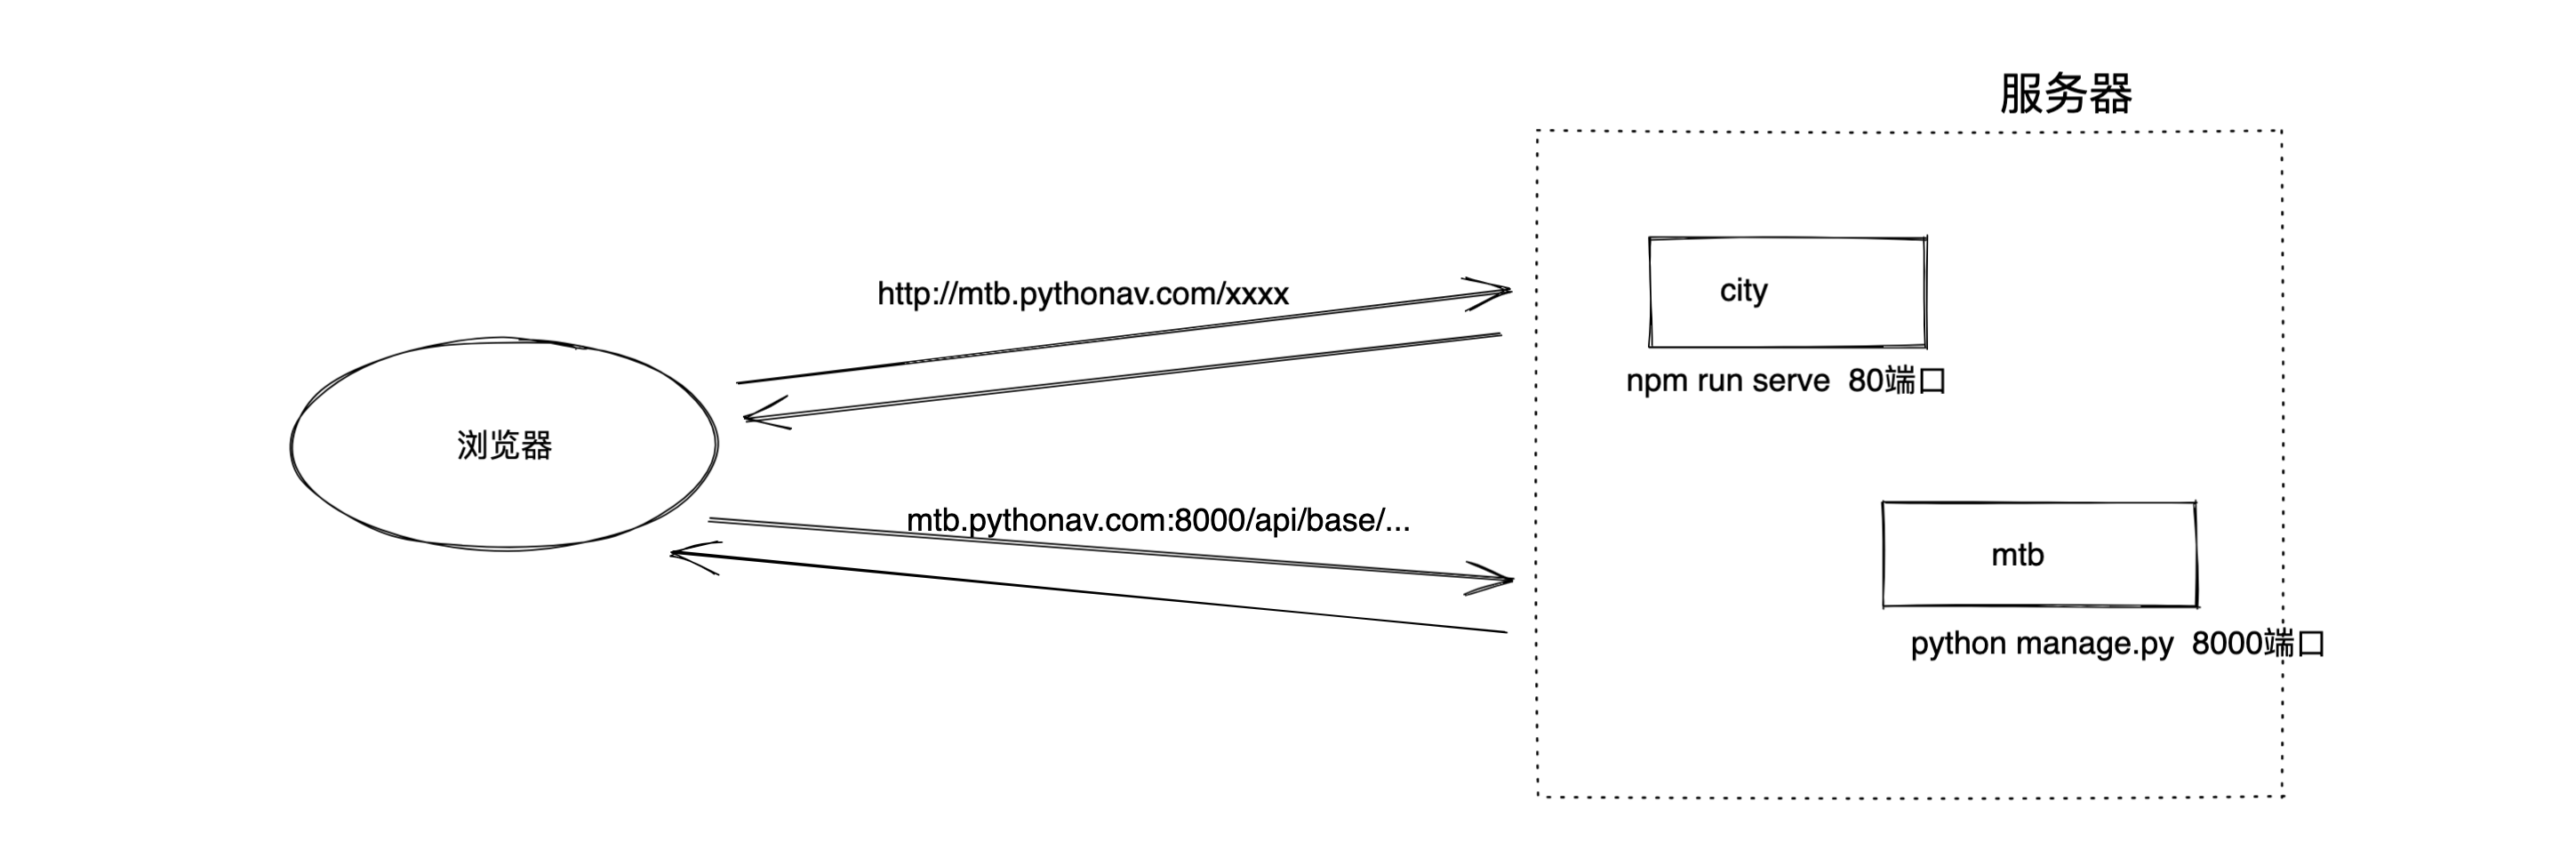 服务器
http://mtb.pythonav.com/xxxx
city
npm run serve 80端口
浏览器
mtb.pythonav.com:8000/api/base/...
mtb
python manage.py 8000端口